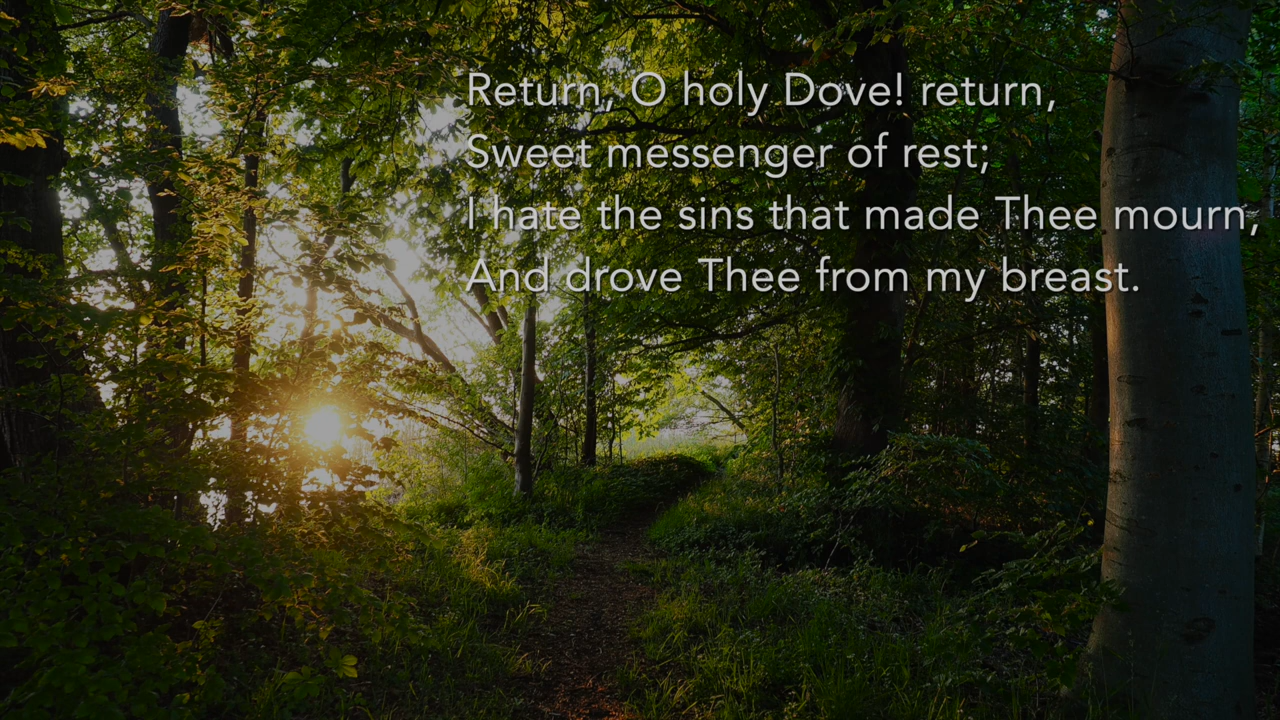 Return, O holy Dove! return,
Sweet messenger of rest;
I hate the sins that made Thee mourn,
And drove Thee from my breast.